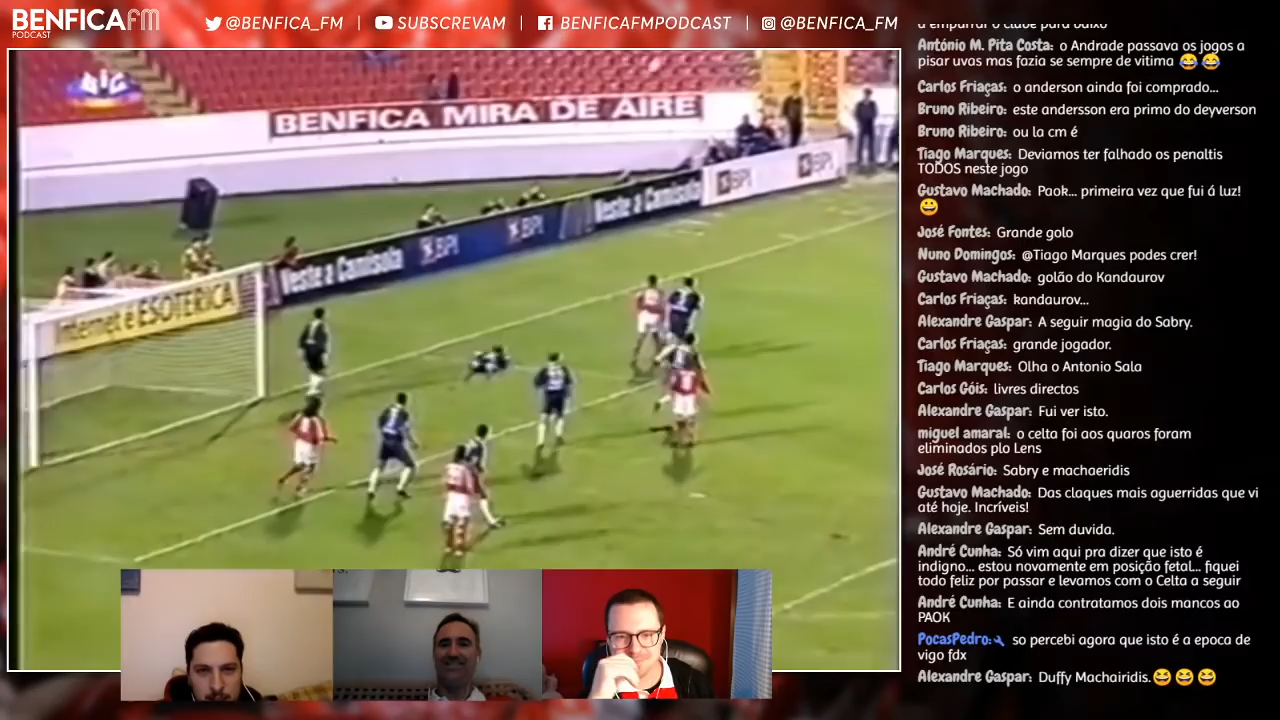 BENFICAFM
PODCAST
@BENFICA_FM | SUBSCREVAM | BENFICAFMPODCAST | @BENFICA_FM
SIC
BENFICA MIRA DE AIRE
BPI
BPI
Veste a Camisola
BPI
BPI
Veste a Camisola
Internet é ESOTERICA
a emparrar o clube para baixo
António M. Pita Costa: o Andrade passava os jogos a
pisar uvas mas fazia se sempre de vitima 😂 😂
Carlos Friaças: o anderson ainda foi comprado...
Bruno Ribeiro: este andersson era primo do deyverson
Bruno Ribeiro: ou la cm é
Tiago Marques: Deviamos ter falhado os penaltis
TODOS neste jogo
Gustavo Machado: Paok... primeira vez que fui á luz!
😀
José Fontes: Grande golo
Nuno Domingos: @Tiago Marques podes crer!
Gustavo Machado: golão do Kandaurov
Carlos Friaças: kandaurov...
Alexandre Gaspar: A seguir magia do Sabry.
Carlos Friaças: grande jogador.
Tiago Marques: Olha o Antonio Sala
Carlos Góis: livres directos
Alexandre Gaspar: Fui ver isto.
miguel amaral: o celta foi aos quaros foram
eliminados plo Lens
José Rosário: Sabry e machaeridis
Gustavo Machado: Das claques mais aguerridas que vi
até hoje. Incríveis!
Alexandre Gaspar: Sem duvida.
André Cunha: Só vim aqui pra dizer que isto é
indigno... estou novamente em posição fetal... fiquei
todo feliz por passar e levamos com o Celta a seguir
André Cunha: E ainda contratamos dois mancos ao
PAOK
PocasPedro: so percebi agora que isto é a epoca de
vigo fdx
Alexandre Gaspar: Duffy Machairidis.😄 😄 😄